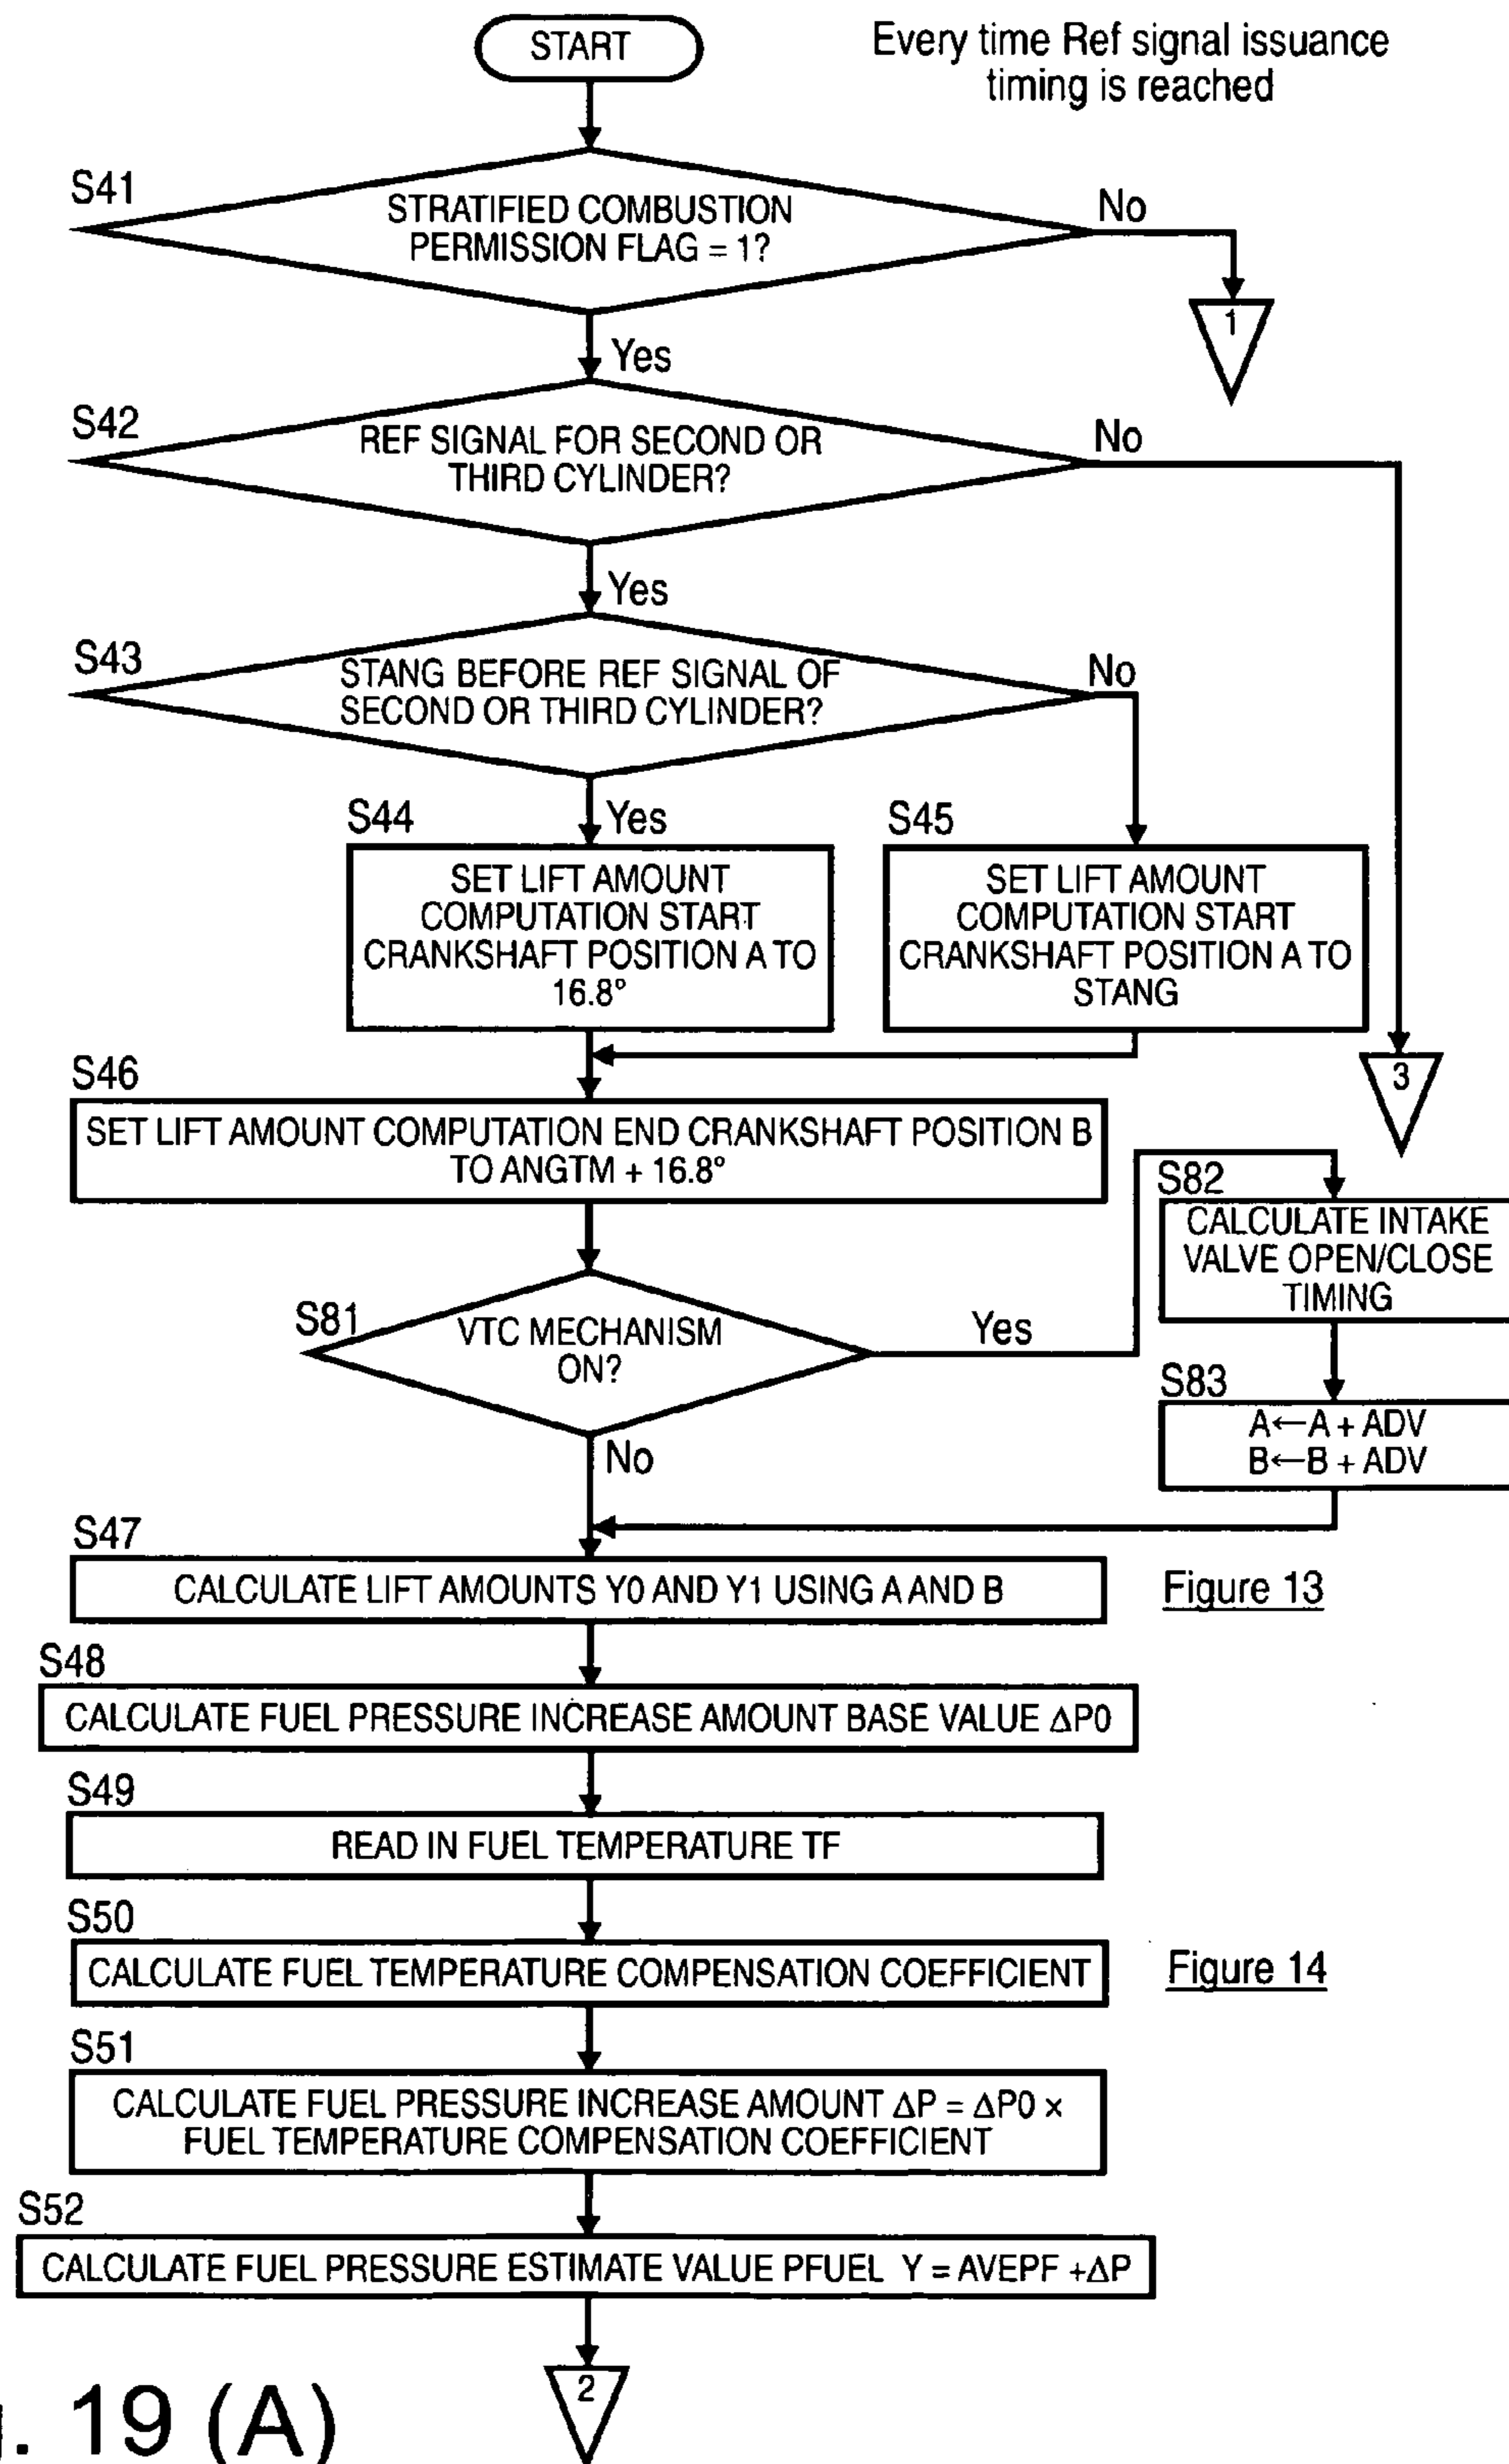 START
Every time Ref signal issuance
timing is reached
S41
STRATIFIED COMBUSTION
PERMISSION FLAG = 1?
No
1
Yes
S42
REF SIGNAL FOR SECOND OR
THIRD CYLINDER?
No
Yes
S43
STANG BEFORE REF SIGNAL OF
SECOND OR THIRD CYLINDER?
No
S44
Yes
S45
SET LIFT AMOUNT
COMPUTATION START
CRANKSHAFT POSITION A TO
16.8°
SET LIFT AMOUNT
COMPUTATION START
CRANKSHAFT POSITION A TO
STANG
3
S46
SET LIFT AMOUNT COMPUTATION END CRANKSHAFT POSITION B
TO ANGTM + 16.8°
S82
CALCULATE INTAKE
VALVE OPEN/CLOSE
TIMING
S81
VTC MECHANISM
ON?
Yes
S83
A←A + ADV
B←B + ADV
No
S47
CALCULATE LIFT AMOUNTS Y0 AND Y1 USING A AND B
Figure 13
S48
CALCULATE FUEL PRESSURE INCREASE AMOUNT BASE VALUE ΔP0
S49
READ IN FUEL TEMPERATURE TF
S50
CALCULATE FUEL TEMPERATURE COMPENSATION COEFFICIENT
Figure 14
S51
CALCULATE FUEL PRESSURE INCREASE AMOUNT ΔP = ΔP0 ×
FUEL TEMPERATURE COMPENSATION COEFFICIENT
S52
CALCULATE FUEL PRESSURE ESTIMATE VALUE PFUEL Y = AVEPF +ΔP
2
19 (A)